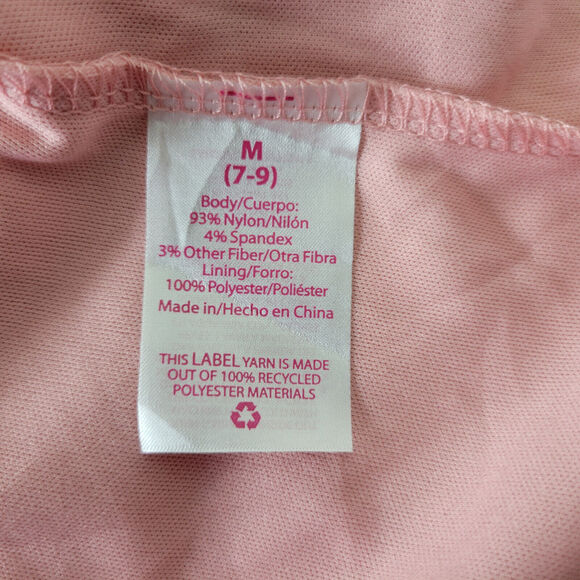 M
(7-9)
Body/Cuerpo:
93% Nylon/Nilón
4% Spandex
3% Other Fiber/Otra Fibra
Lining/Forro:
100% Polyester/Poliéster
Made in/Hecho en China
THIS LABEL YARN IS MADE
OUT OF 100% RECYCLED
POLYESTER MATERIALS